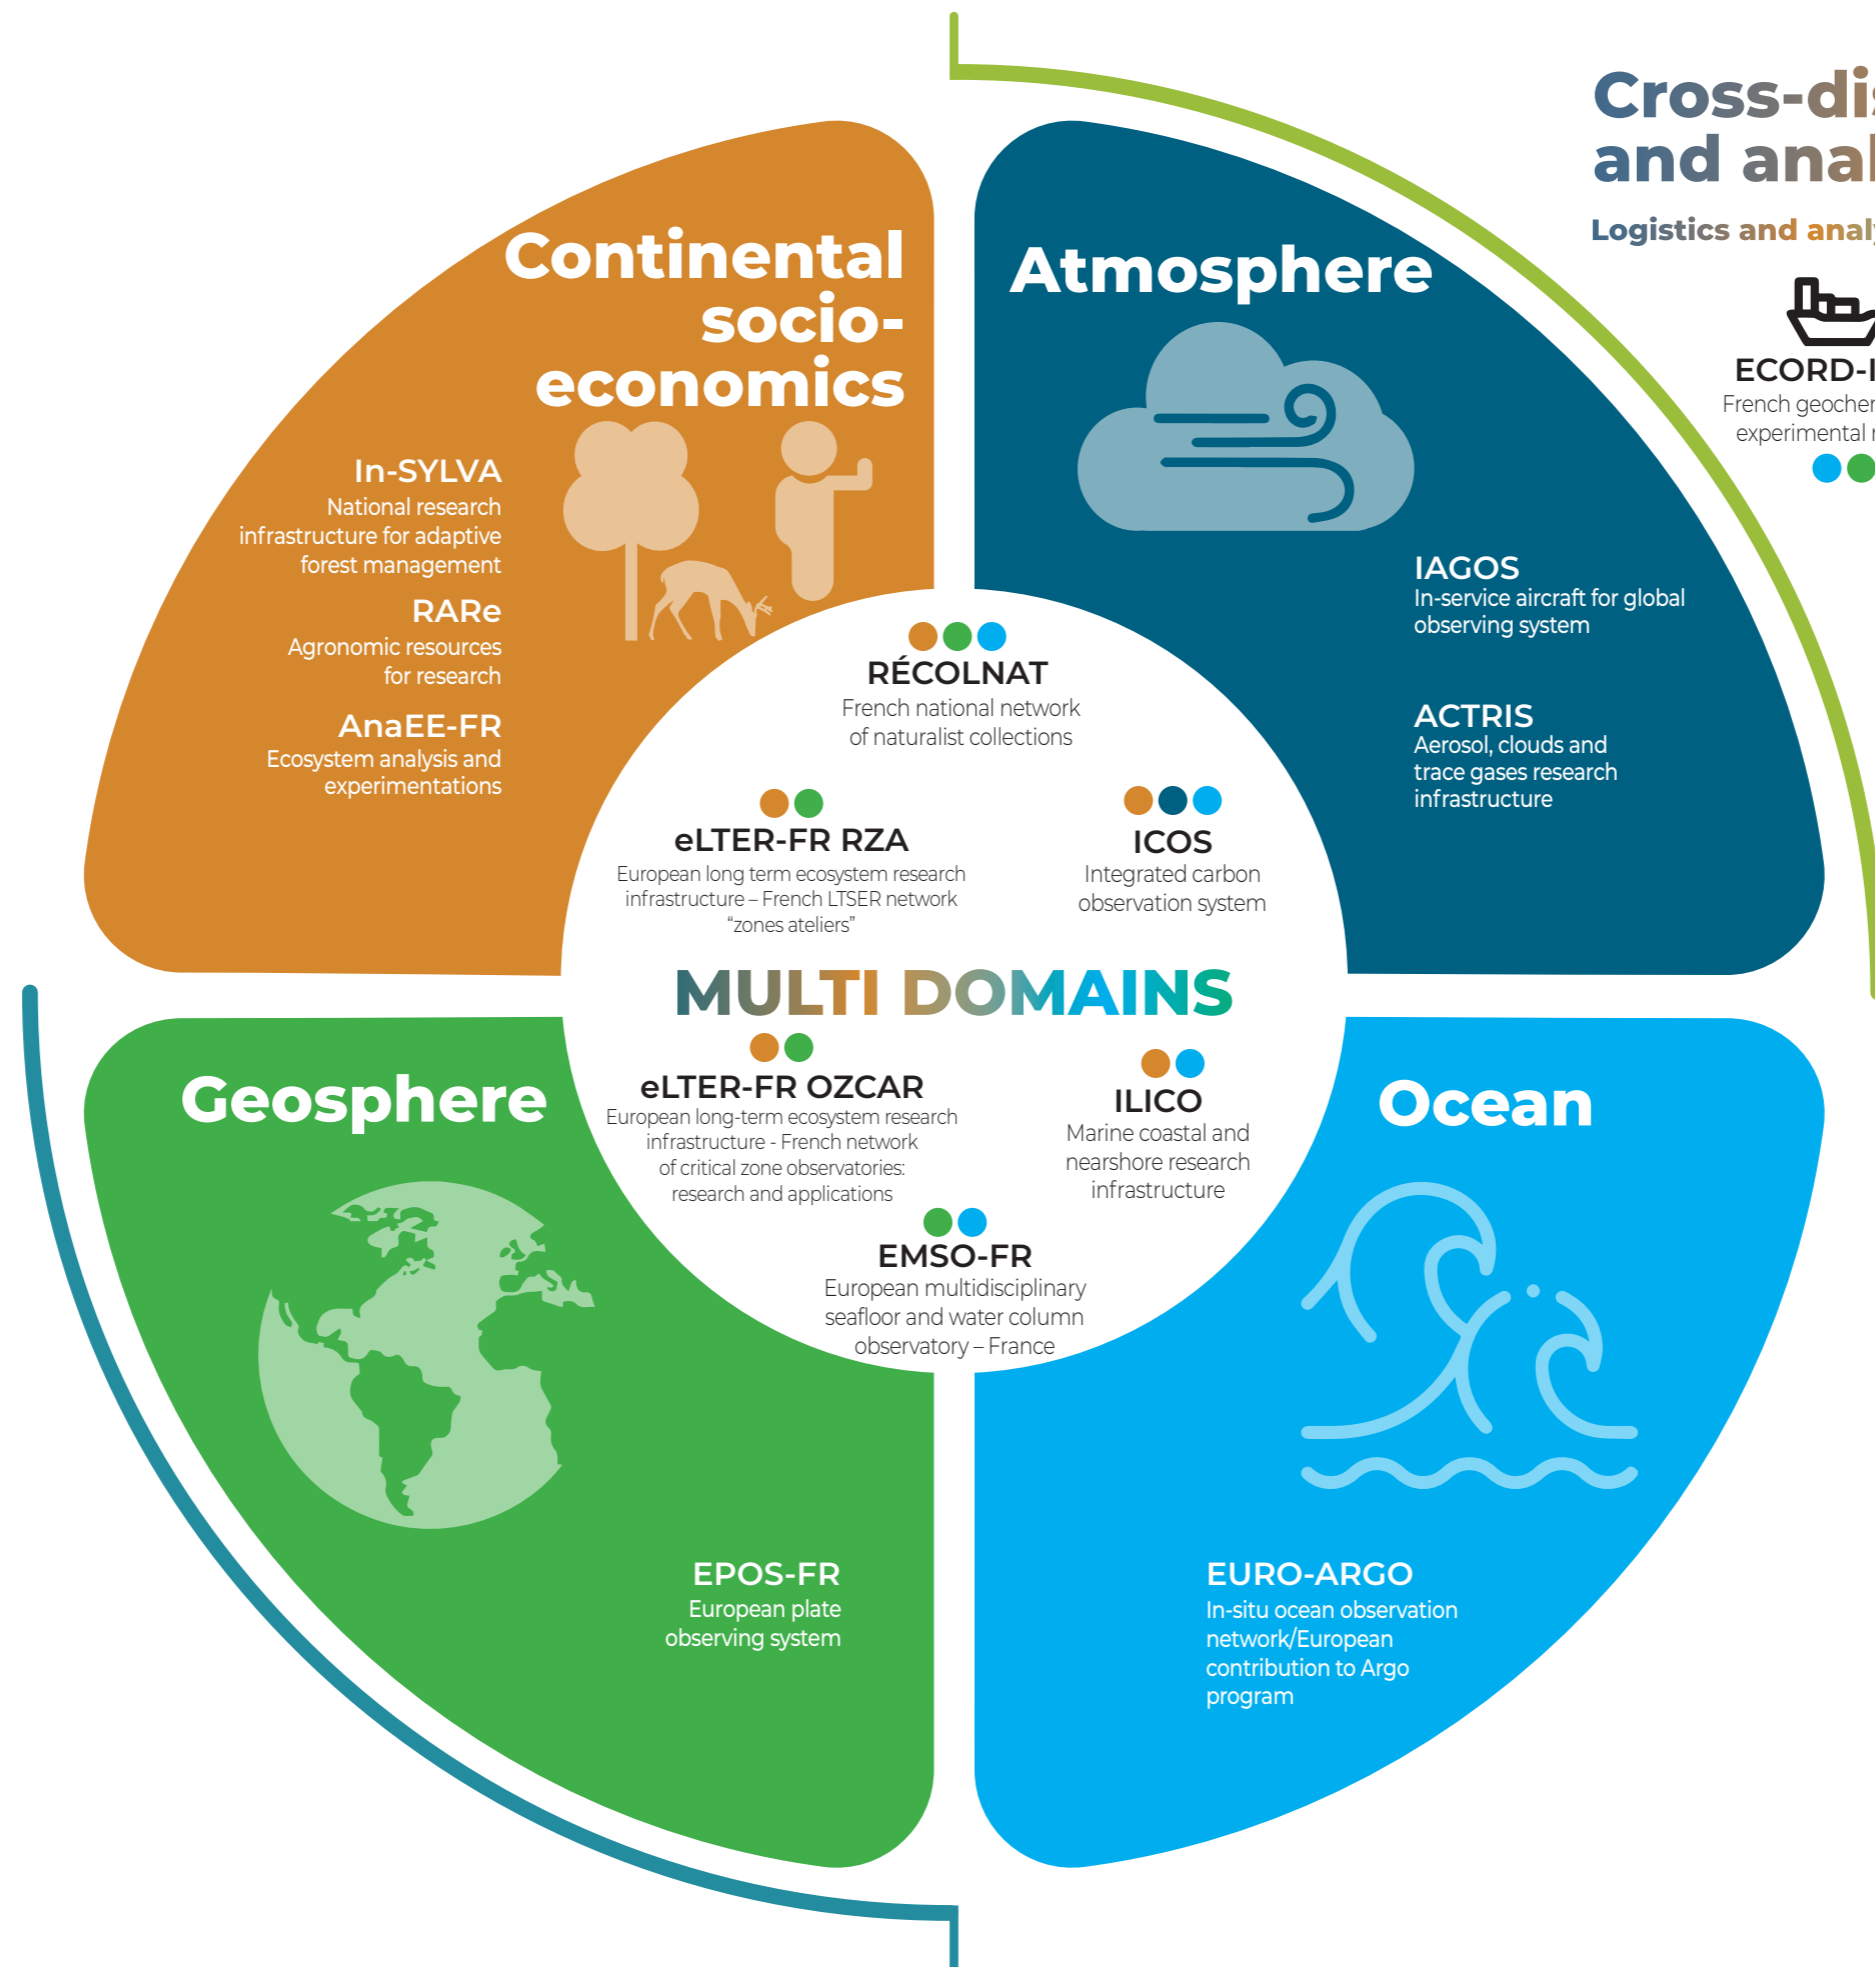 Continental
socio-
economics
In-SYLVA
National research
infrastructure for adaptive
forest management
RARe
Agronomic resources
for research
AnaEE-FR
Ecosystem analysis and
experimentations
Atmosphere
IAGOS
In-service aircraft for global
observing system
ACTRIS
Aerosol, clouds and
trace gases research
infrastructure
Logistics and
and
ECORD-
French
experimental
RÉCOLNAT
French national network
of naturalist collections
eLTER-FR RZA
European long term ecosystem research
infrastructure – French LTSER network
“zones ateliers”
ICOS
Integrated carbon
observation system
MULTI DOMAINS
eLTER-FR OZCAR
European long-term ecosystem research
infrastructure - French network
of critical zone observatories:
research and applications
ILICO
Marine coastal and
nearshore research
infrastructure
EMSO-FR
European multidisciplinary
seafloor and water column
observatory – France
Geosphere
EPOS-FR
European plate
observing system
Ocean
EURO-ARGO
In-situ ocean observation
network/European
contribution to Argo
program